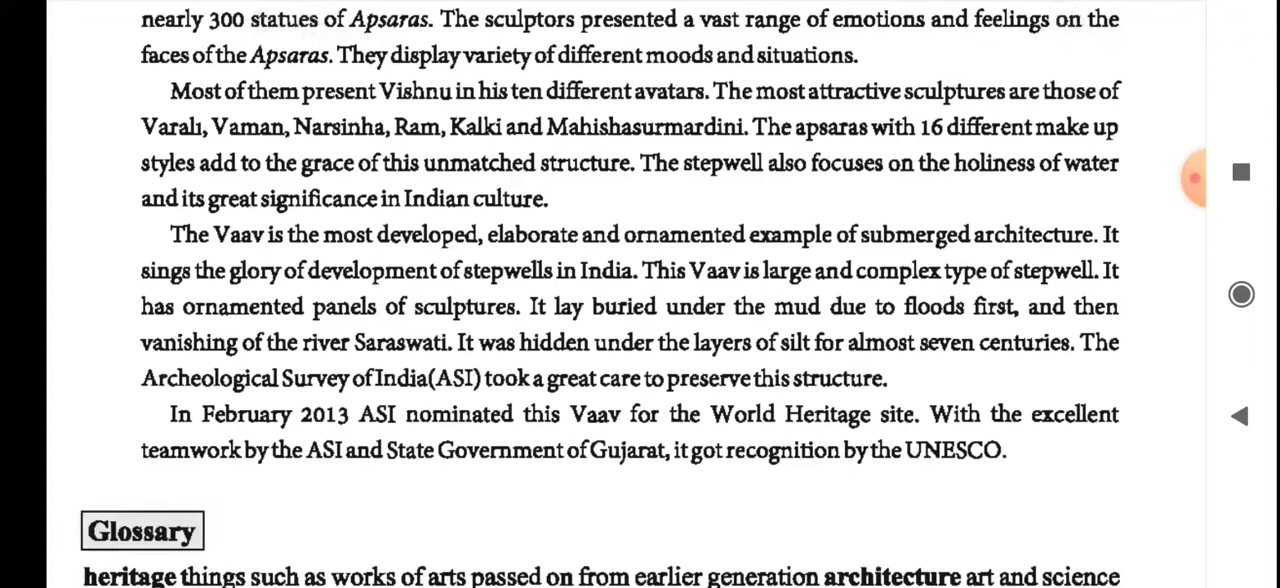 nearly 300 statues of Apsaras. The sculptors presented a vast range of emotions and feelings on the
faces of the Apsaras. They display variety of different moods and situations.
Most of them present Vishnu in his ten different avatars. The most attractive sculptures are those of
Varah, Vaman, Narsinha, Ram, Kalki and Mahishasurmardini. The apsaras with 16 different make up
styles add to the grace of this unmatched structure. The stepwell also focuses on the holiness of water
and its great significance in Indian culture.
The Vaav is the most developed, elaborate and ornamented example of submerged architecture. It
sings the glory of development of stepwells in India. This Vaav is large and complex type of stepwell. It
has ornamented panels of sculptures. It lay buried under the mud due to floods first, and then
vanishing of the river Saraswati. It was hidden under the layers of silt for almost seven centuries. The
Archeological Survey of India(ASI) took a great care to preserve this structure.
In February 2013 ASI nominated this Vaav for the World Heritage site. With the excellent
teamwork by the ASI and State Government of Gujarat, it got recognition by the UNESCO.
Glossary
heritage things such as works of arts passed on from earlier generation architecture art and science